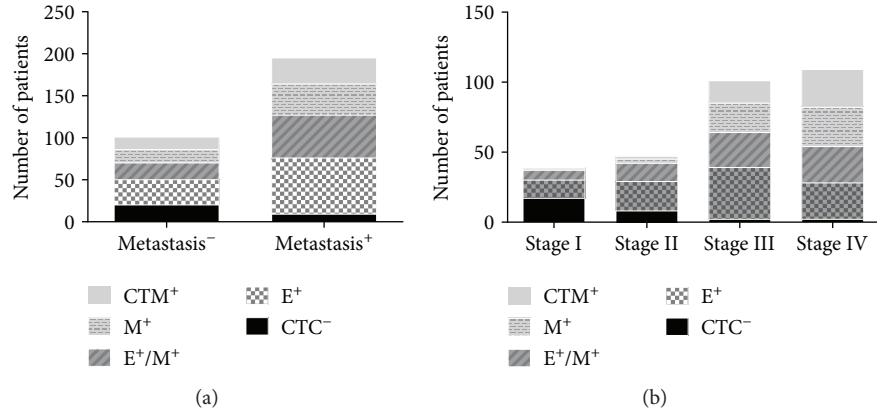 Number of patients
250
200
150
100
50
0
Metastasis⁻
Metastasis⁺
CTM⁺
M⁺
E⁺/M⁺
E⁺
CTC⁻
(a)
Number of patients
150
100
50
0
Stage I
Stage II
Stage III
Stage IV
CTM⁺
M⁺
E⁺/M⁺
E⁺
CTC⁻
(b)